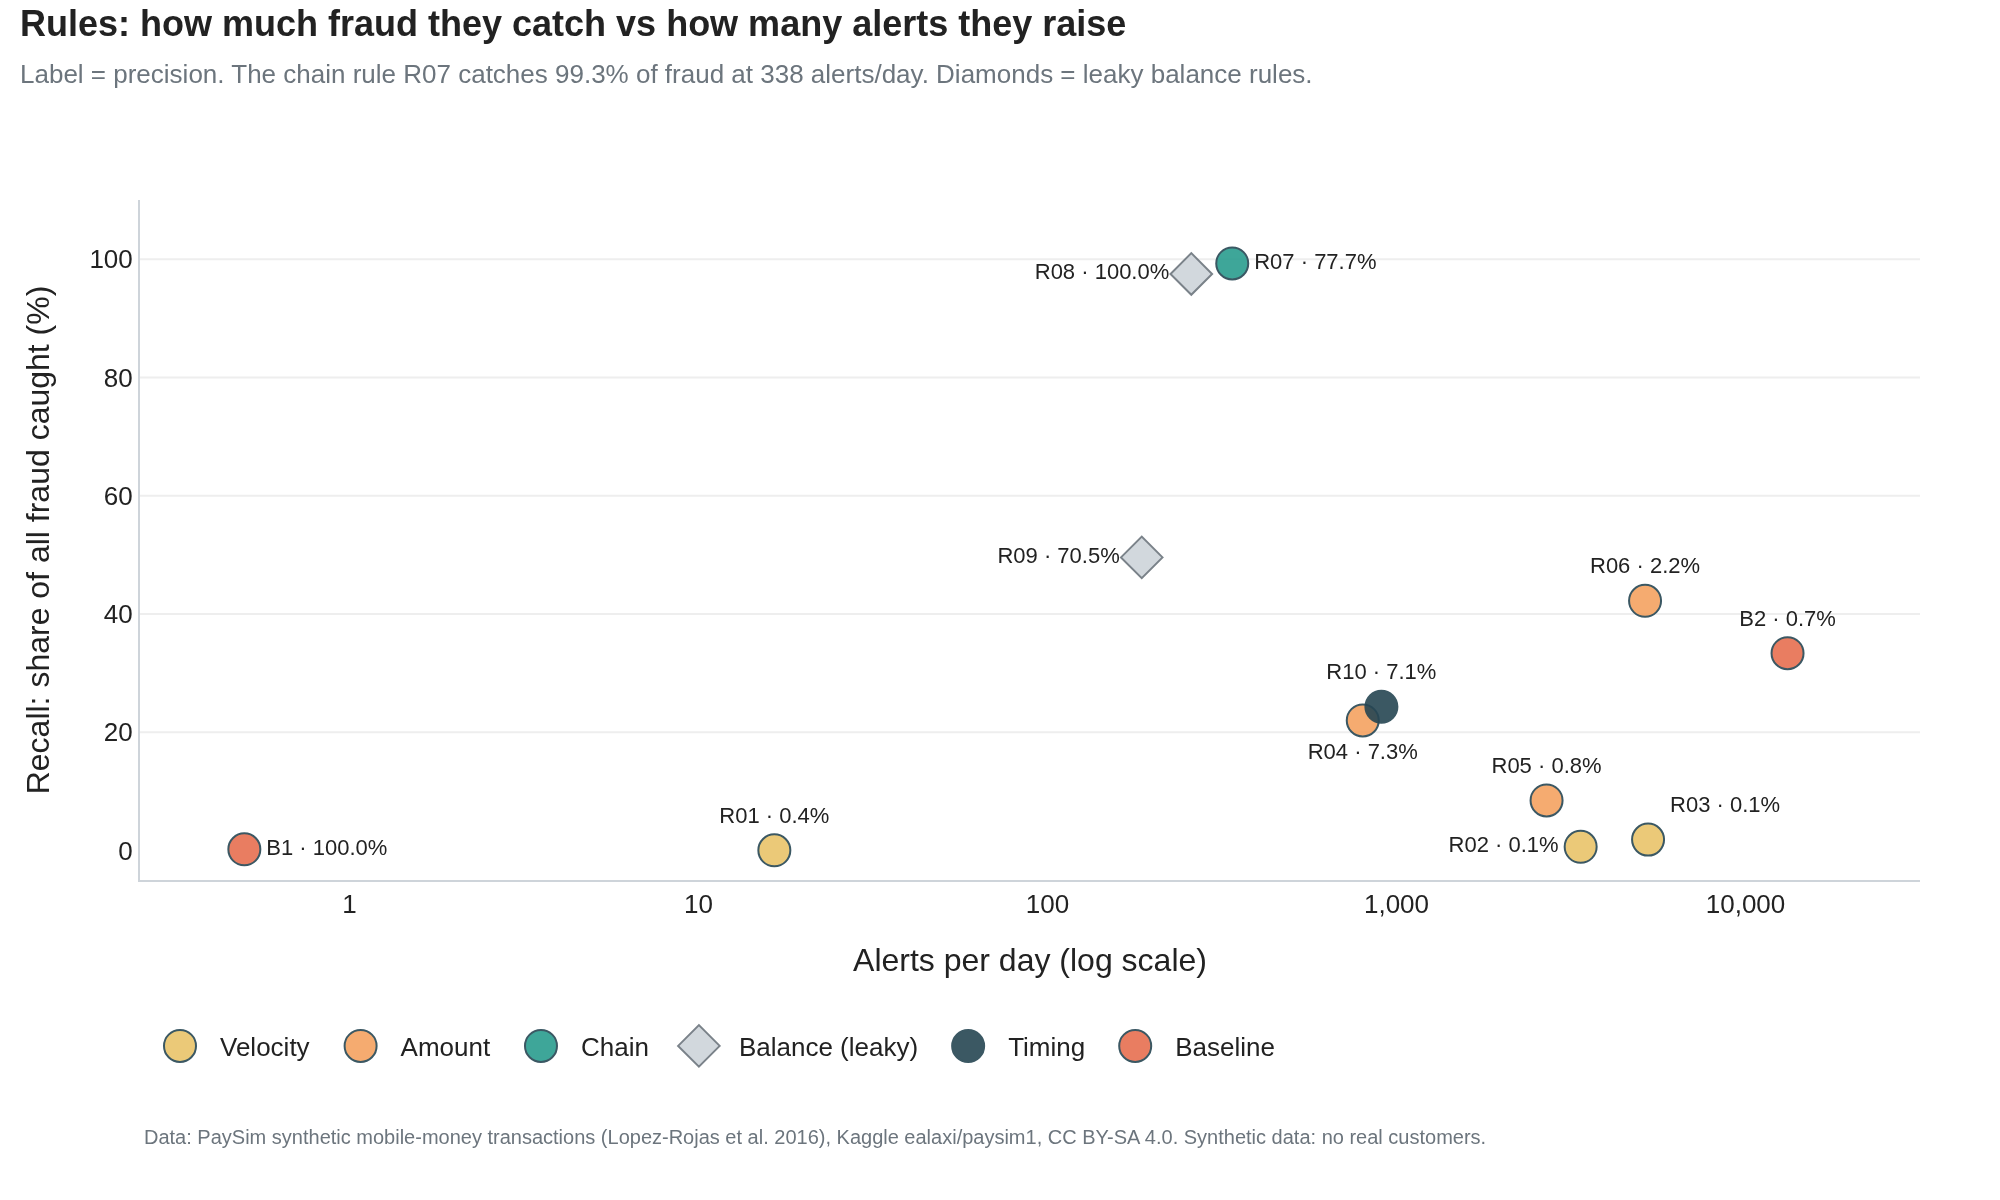 Rules: how much fraud they catch vs how many alerts they raise
Label = precision. The chain rule R07 catches 99.3% of fraud at 338 alerts/day. Diamonds = leaky balance rules.
Recall: share of all fraud caught (%)
100
80
60
40
20
0
R08 · 100.0%
R07 · 77.7%
R09 · 70.5%
R06 · 2.2%
B2 · 0.7%
R10 · 7.1%
R04 · 7.3%
R05 · 0.8%
R03 · 0.1%
R01 · 0.4%
R02 · 0.1%
B1 · 100.0%
1
10
100
1,000
10,000
Alerts per day (log scale)
Velocity
Amount
Chain
Balance (leaky)
Timing
Baseline
Data: PaySim synthetic mobile-money transactions (Lopez-Rojas et al. 2016), Kaggle ealaxi/paysim1, CC BY-SA 4.0. Synthetic data: no real customers.